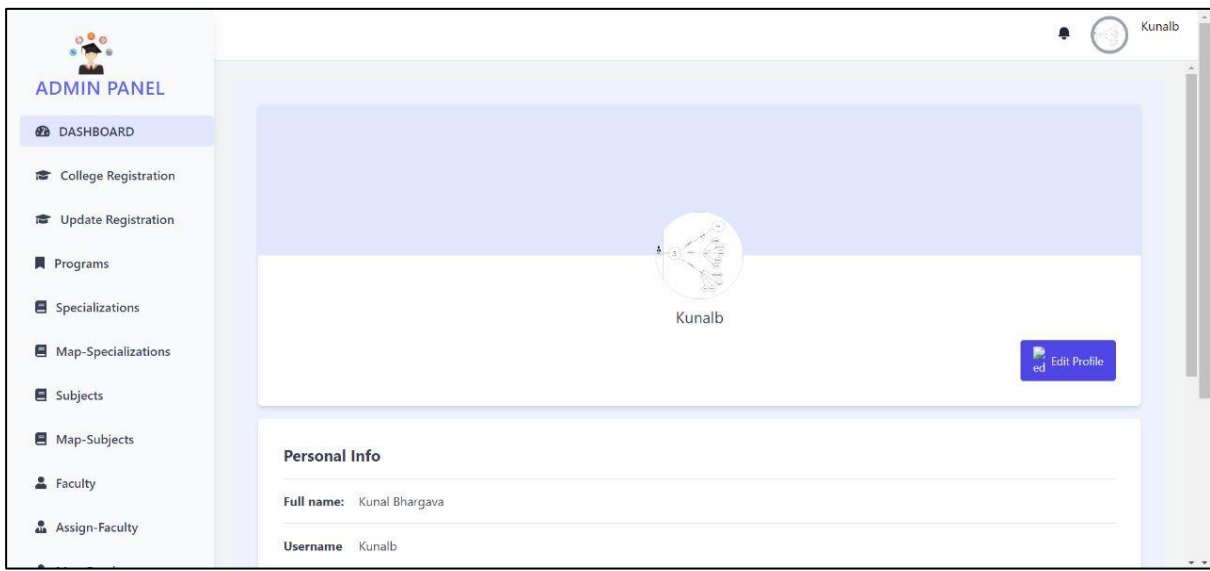 Kunalb
ADMIN PANEL
DASHBOARD
College Registration
Update Registration
Programs
Specializations
Map-Specializations
Subjects
Map-Subjects
Faculty
Assign-Faculty
Kunalb
ed Edit Profile
Personal Info
Full name: Kunal Bhargava
Username Kunalb